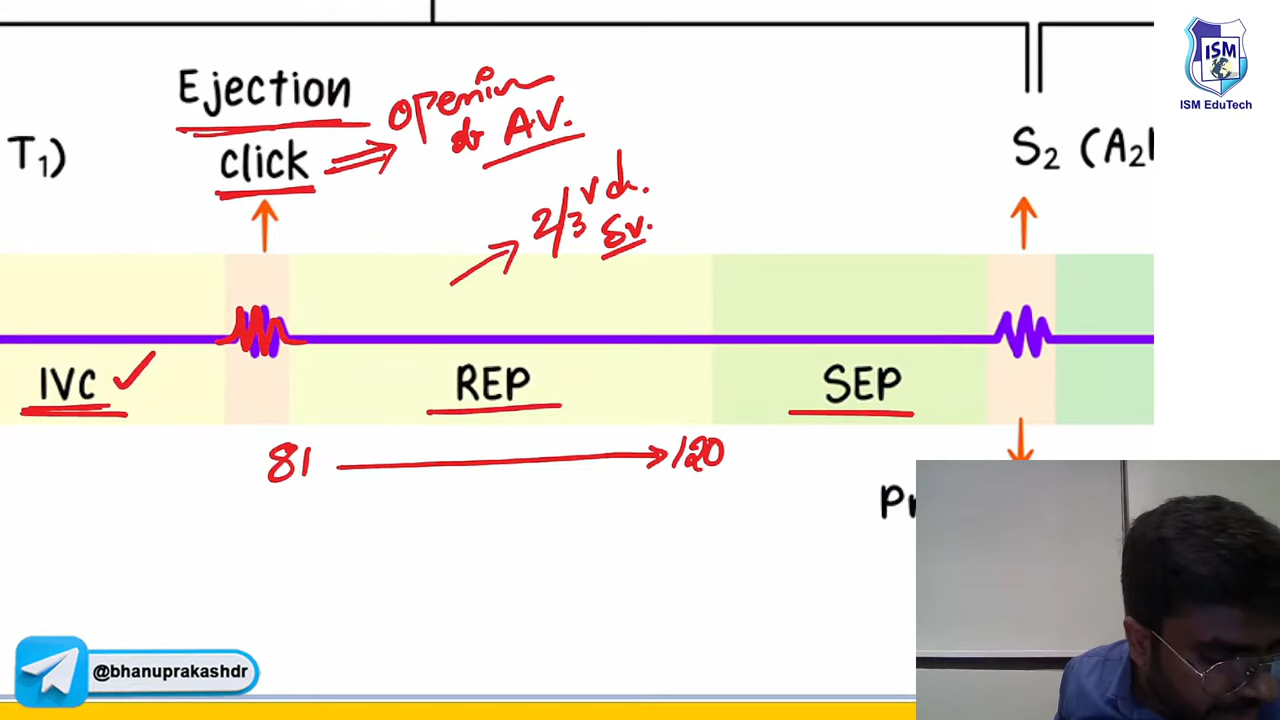 ISM
ISM EduTech
Ejection
click
opening
of AV.
T₁)
2/3
SV.
S₂ (A₂
IVC
REP
SEP
81
120
Pr
@bhanuprakashdr